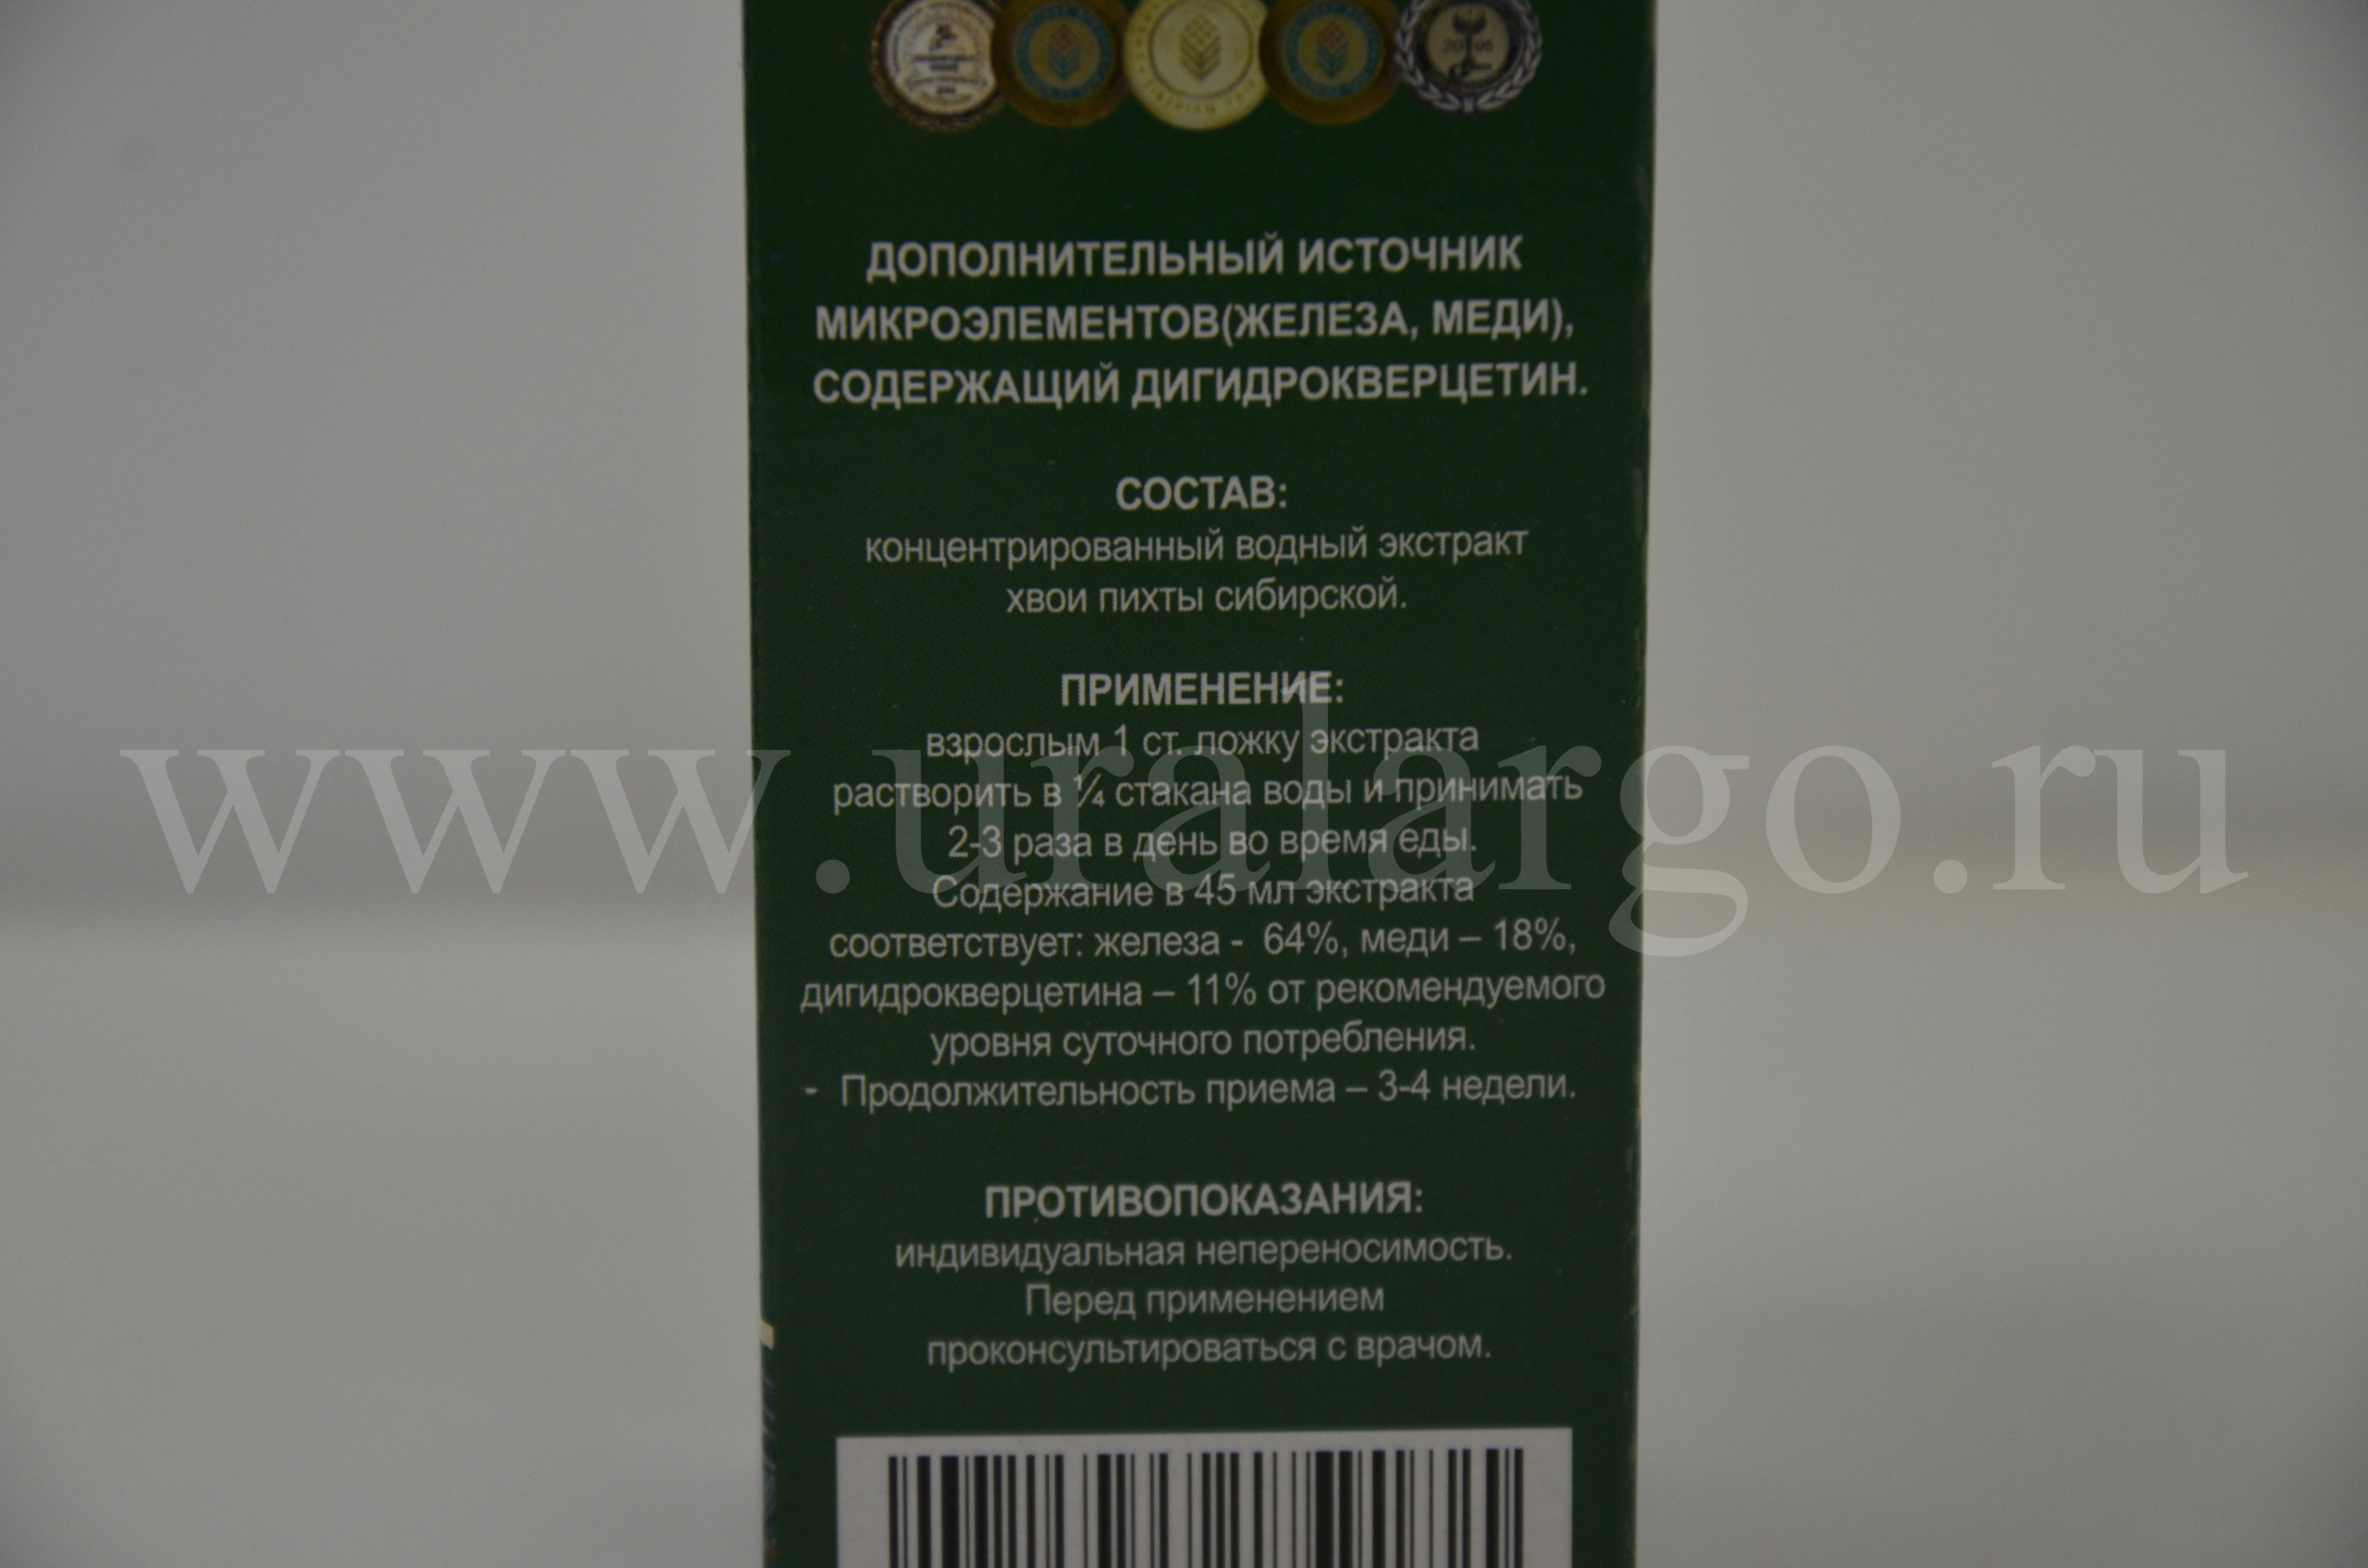 ДОПОЛНИТЕЛЬНЫЙ ИСТОЧНИК
МИКРОЭЛЕМЕНТОВ(ЖЕЛЕЗА, МЕДИ),
СОДЕРЖАЩИЙ ДИГИДРОКВЕРЦЕТИН.
СОСТАВ:
концентрированный водный экстракт
хвои пихты сибирской.
ПРИМЕНЕНИЕ:
взрослым 1 ст. ложку экстракта
растворить в ¼ стакана воды и принимать
2-3 раза в день во время еды.
Содержание в 45 мл экстракта
соответствует: железа - 64%, меди – 18%,
дигидрокверцетина – 11% от рекомендуемого
уровня суточного потребления.
- Продолжительность приема – 3-4 недели.
ПРОТИВОПОКАЗАНИЯ:
индивидуальная непереносимость.
Перед применением
проконсультироваться с врачом.
www.uralargo.ru